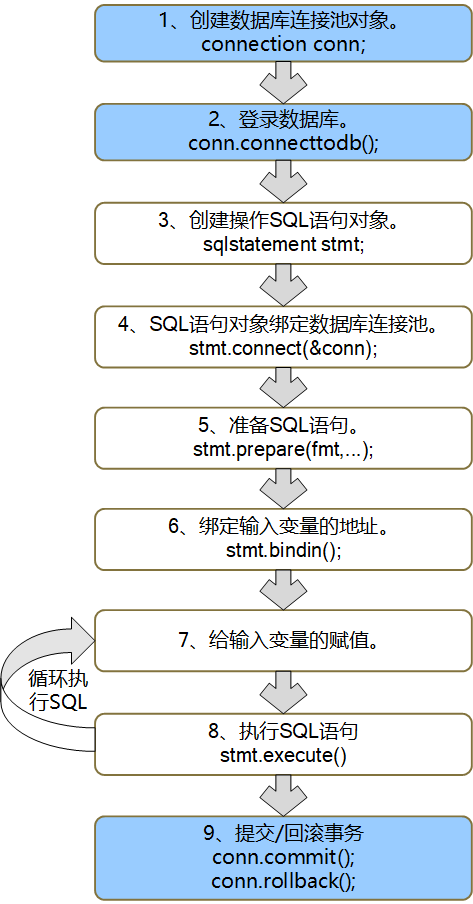 1、创建数据库连接池对象。
connection conn;
2、登录数据库。
conn.connecttodb();
3、创建操作SQL语句对象。
sqlstatement stmt;
4、SQL语句对象绑定数据库连接池。
stmt.connect(&conn);
5、准备SQL语句。
stmt.prepare(fmt,...);
6、绑定输入变量的地址。
stmt.bindin();
7、给输入变量的赋值。
循环执
行SQL
8、执行SQL语句
stmt.execute()
9、提交/回滚事务
conn.commit();
conn.rollback();